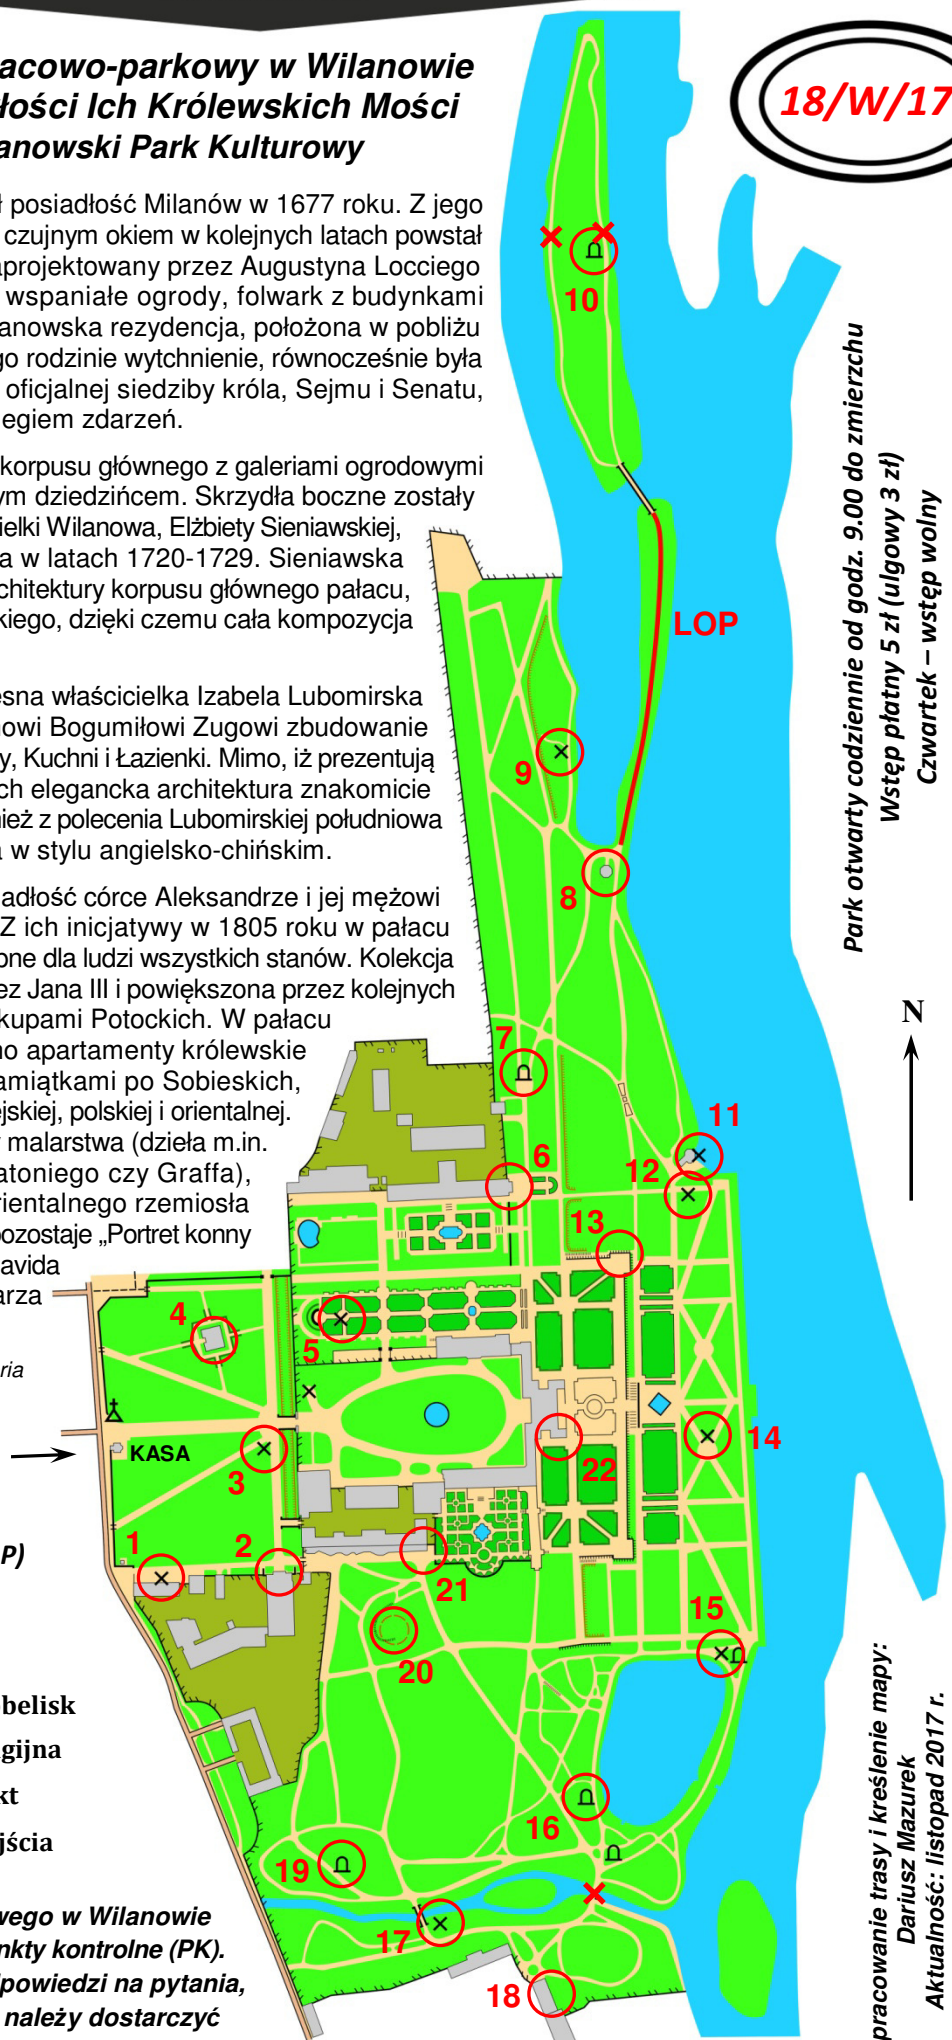 acowo-parkowy w Wilanowie
łości Ich Królewskich Mości
anowski Park Kulturowy
18/W/17
ł posiadłość Milanów w 1677 roku. Z jego
czujnym okiem w kolejnych latach powstał
aprojektowany przez Augustyna Locciego
wspaniałe ogrody, folwark z budynkami
anowska rezydencja, położona w pobliżu
go rodzinie wytchnienie, równocześnie była
oficjalnej siedziby króla, Sejmu i Senatu,
egiem zdarzeń.
korpusu głównego z galeriami ogrodowymi
ym dziedzińcem. Skrzydła boczne zostały
ielki Wilanowa, Elżbiety Sieniawskiej,
a w latach 1720-1729. Sieniawska
chitektury korpusu głównego pałacu,
kiego, dzięki czemu cała kompozycja
esna właścicielka Izabela Lubomirska
nowi Bogumiłowi Zugowi zbudowanie
y, Kuchni i Łazienki. Mimo, iż prezentują
ch elegancka architektura znakomicie
nież z polecenia Lubomirskiej południowa
a w stylu angielsko-chińskim.
adłość córce Aleksandrze i jej mężowi
Z ich inicjatywy w 1805 roku w pałacu
pne dla ludzi wszystkich stanów. Kolekcja
ez Jana III i powiększona przez kolejnych
kupami Potockich. W pałacu
no apartamenty królewskie
amiątkami po Sobieskich,
ejskiej, polskiej i orientalnej.
y malarstwa (dzieła m.in.
atoniego czy Graffa),
rientalnego rzemiosła
pozostaje „Portret konny
avida
arza
ria
Park otwarty codziennie od godz. 9.00 do zmierzchu
Wstęp płatny 5 zł (ulgowy 3 zł)
Czwartek – wstęp wolny
N
10
LOP
9
8
7
6
11
12
13
4
5
KASA
3
14
22
1
2
21
15
20
16
19
17
18
P)
belisk
gijna
kt
jścia
wego w Wilanowie
nkty kontrolne (PK).
dpowiedzi na pytania,
należy dostarczyć
pracowanie trasy i kreślenie mapy:
Dariusz Mazurek
Aktualność: listopad 2017 r.